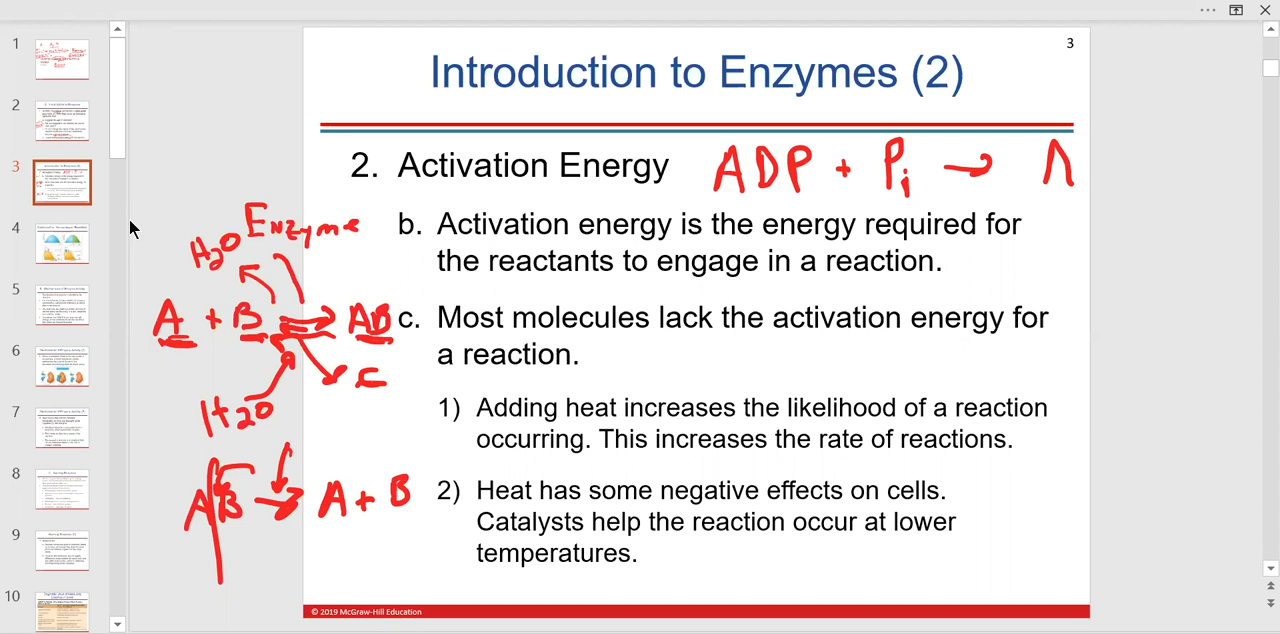 3
Introduction to Enzymes (2)
2. Activation Energy
ADP + Pi →
b. Activation energy is the energy required for
the reactants to engage in a reaction.
c. Most molecules lack the activation energy for
a reaction.
1) Adding heat increases the likelihood of a reaction
occurring. This increases the rate of reactions.
2) Heat has some negative effects on cells.
Catalysts help the reaction occur at lower
temperatures.
© 2019 McGraw-Hill Education
Enzyme
H2O
A + B ⇌ AB
H2O
AB → A + B
1
2
3
4
5
6
7
8
9
10